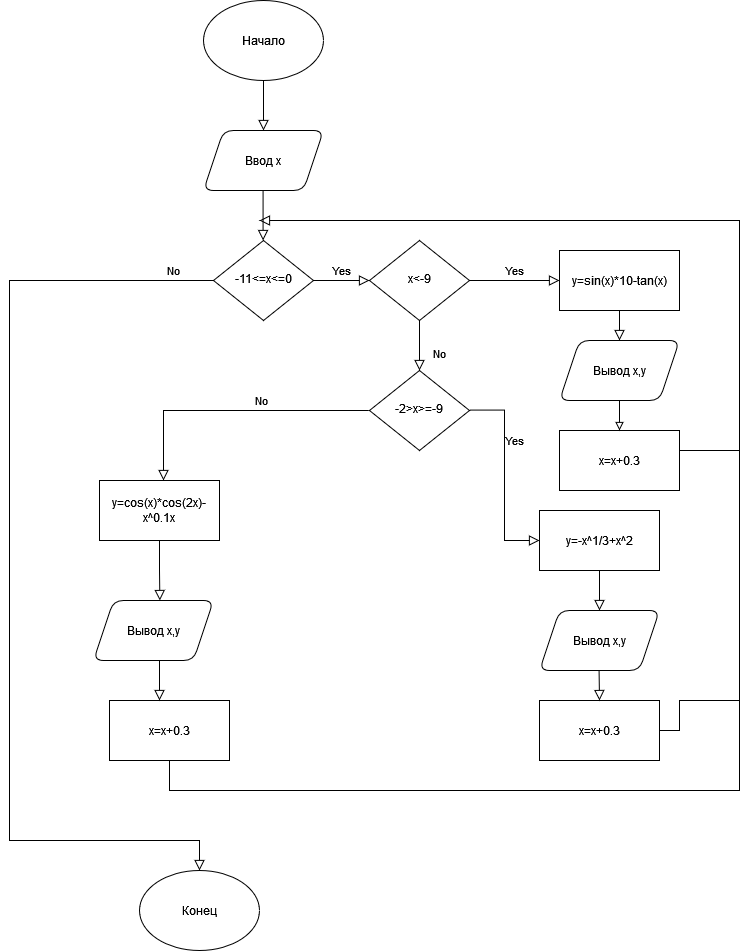 Начало
Ввод x
No
-11<=x<=0
Yes
x<-9
Yes
y=sin(x)*10-tan(x)
No
Вывод x,y
No
-2>x>=-9
Yes
x=x+0.3
y=cos(x)*cos(2x)-
x^0.1x
y=-x^1/3+x^2
Вывод x,y
Вывод x,y
x=x+0.3
x=x+0.3
Конец